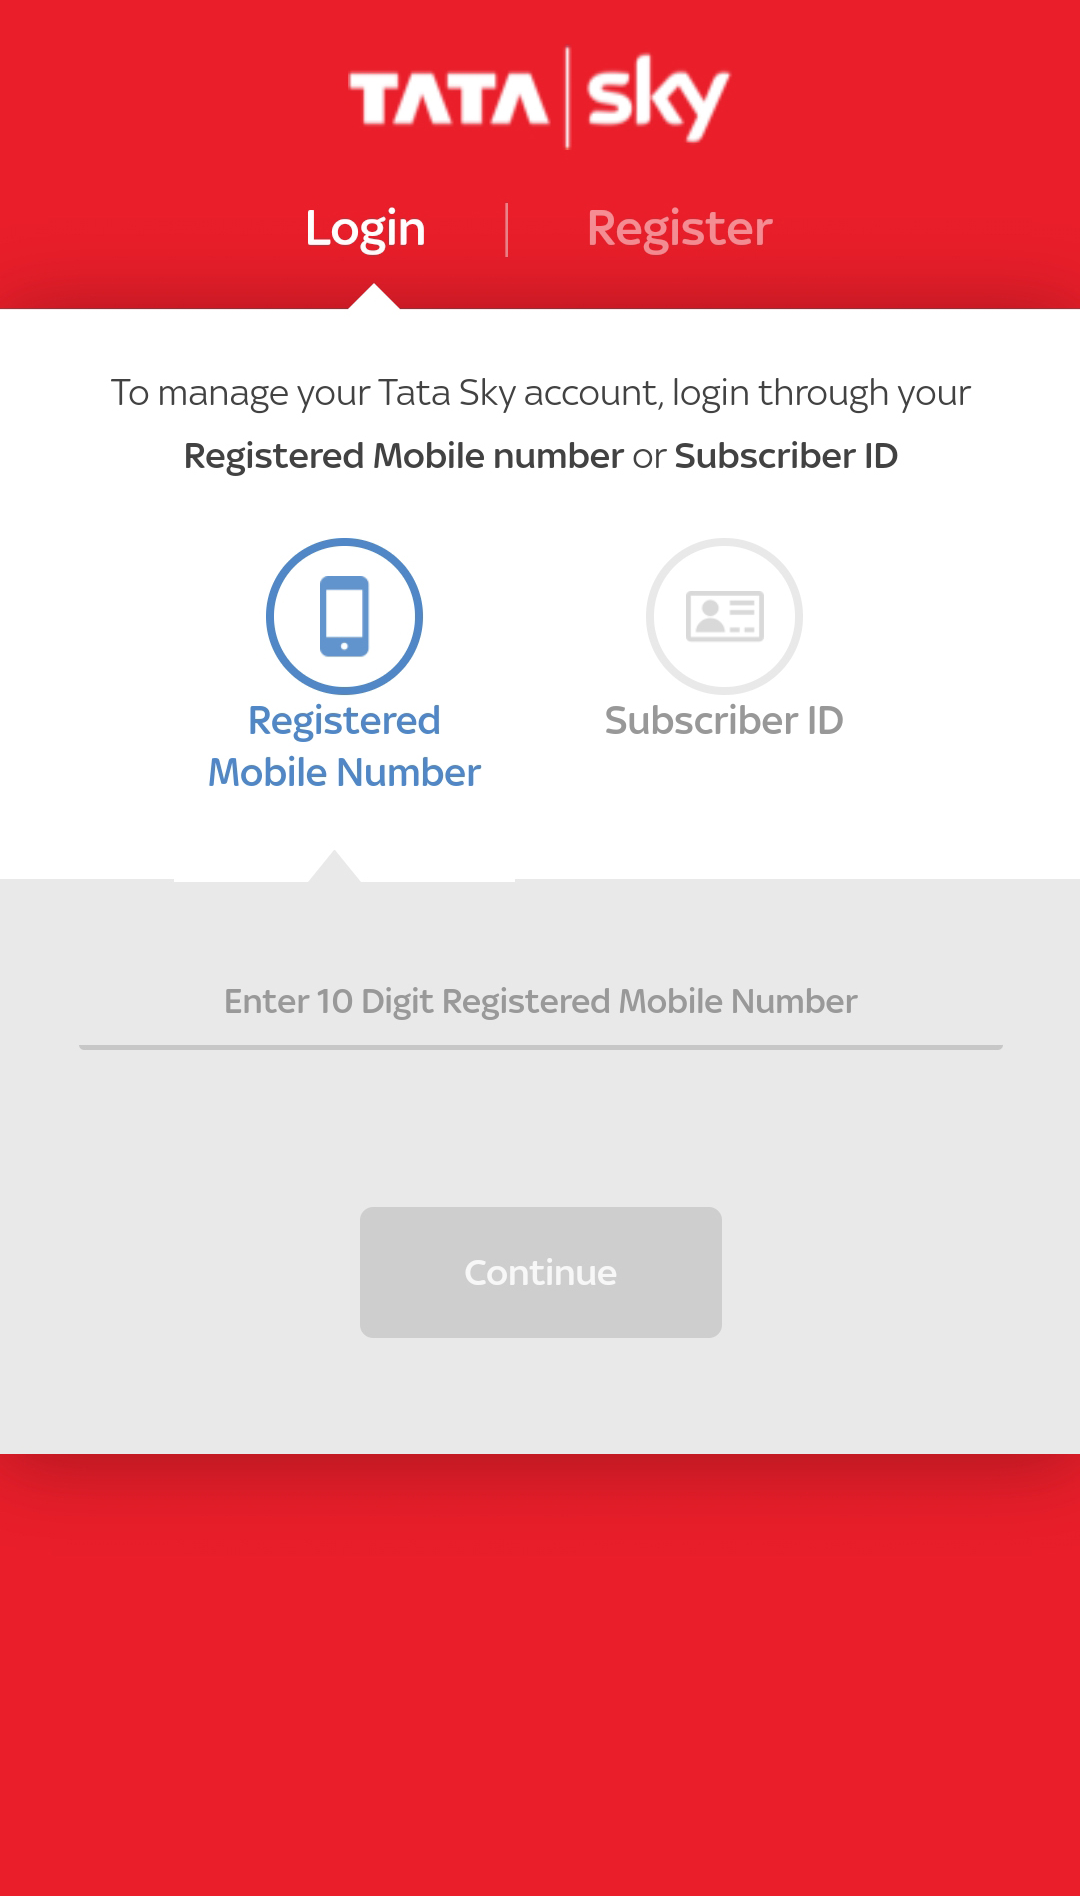 TATA | sky
Login | Register
To manage your Tata Sky account, login through your
Registered Mobile number or Subscriber ID
Registered
Mobile Number
Subscriber ID
Enter 10 Digit Registered Mobile Number
Continue